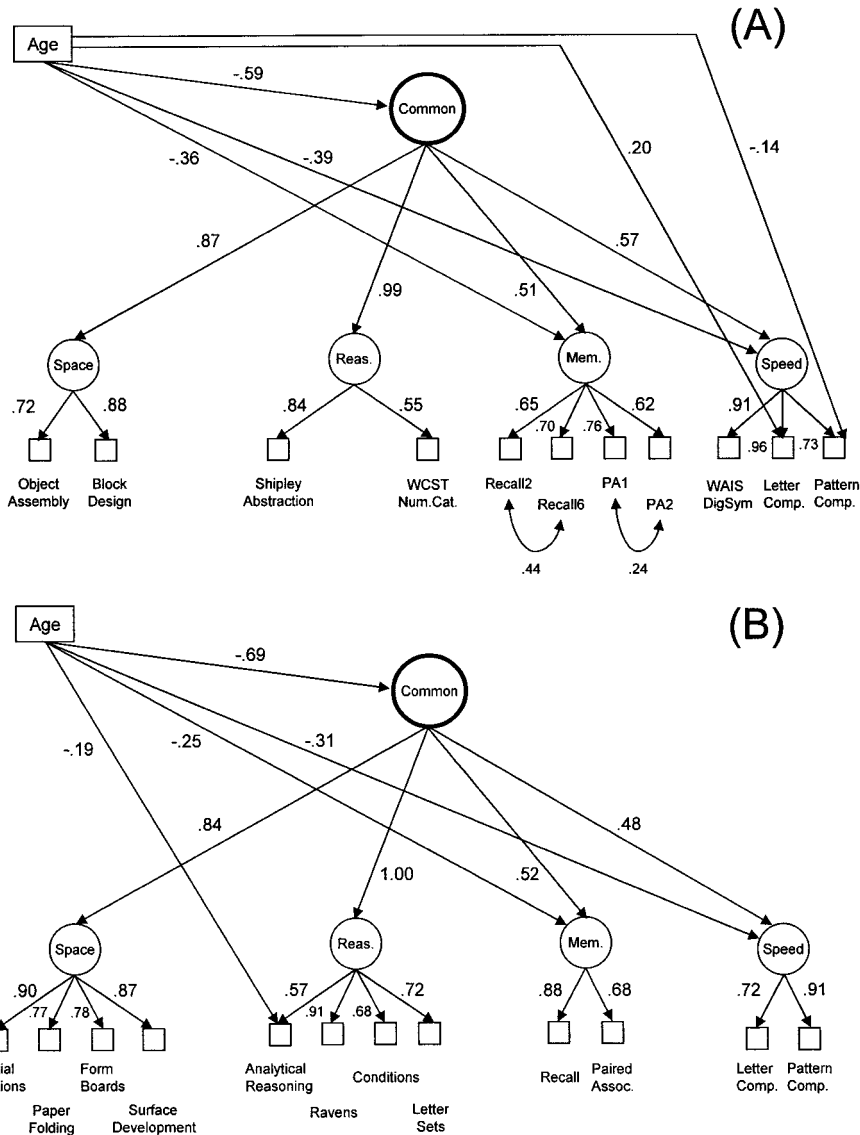 (A)
Age
-.59
Common
-.36
-.39
.20
-.14
.87
.99
.51
.57
Space
Reas.
Mem.
Speed
.72
.88
.84
.55
.65
.70
.76
.62
.91
.96
.73
Object
Assembly
Block
Design
Shipley
Abstraction
WCST
Num.Cat.
Recall2
Recall6
PA1
PA2
WAIS
DigSym
Letter
Comp.
Pattern
Comp.
.44
.24
(B)
Age
-.69
Common
-.19
-.25
-.31
.84
1.00
.52
.48
Space
Reas.
Mem.
Speed
.90
.77
.78
.87
.57
.91
.68
.72
.88
.68
.72
.91
ial
ions
Paper
Folding
Form
Boards
Surface
Development
Analytical
Reasoning
Ravens
Conditions
Letter
Sets
Recall
Paired
Assoc.
Letter
Comp.
Pattern
Comp.